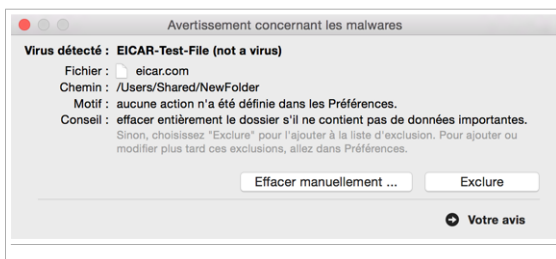 Avertissement concernant les malwares
Virus détecté : EICAR-Test-File (not a virus)
Fichier : eicar.com
Chemin : /Users/Shared/NewFolder
Motif : aucune action n'a été définie dans les Préférences.
Conseil : effacer entièrement le dossier s'il ne contient pas de données importantes.
Sinon, choisissez "Exclure" pour l'ajouter à la liste d'exclusion. Pour ajouter ou
modifier plus tard ces exclusions, allez dans Préférences.
Effacer manuellement ... Exclure
Votre avis